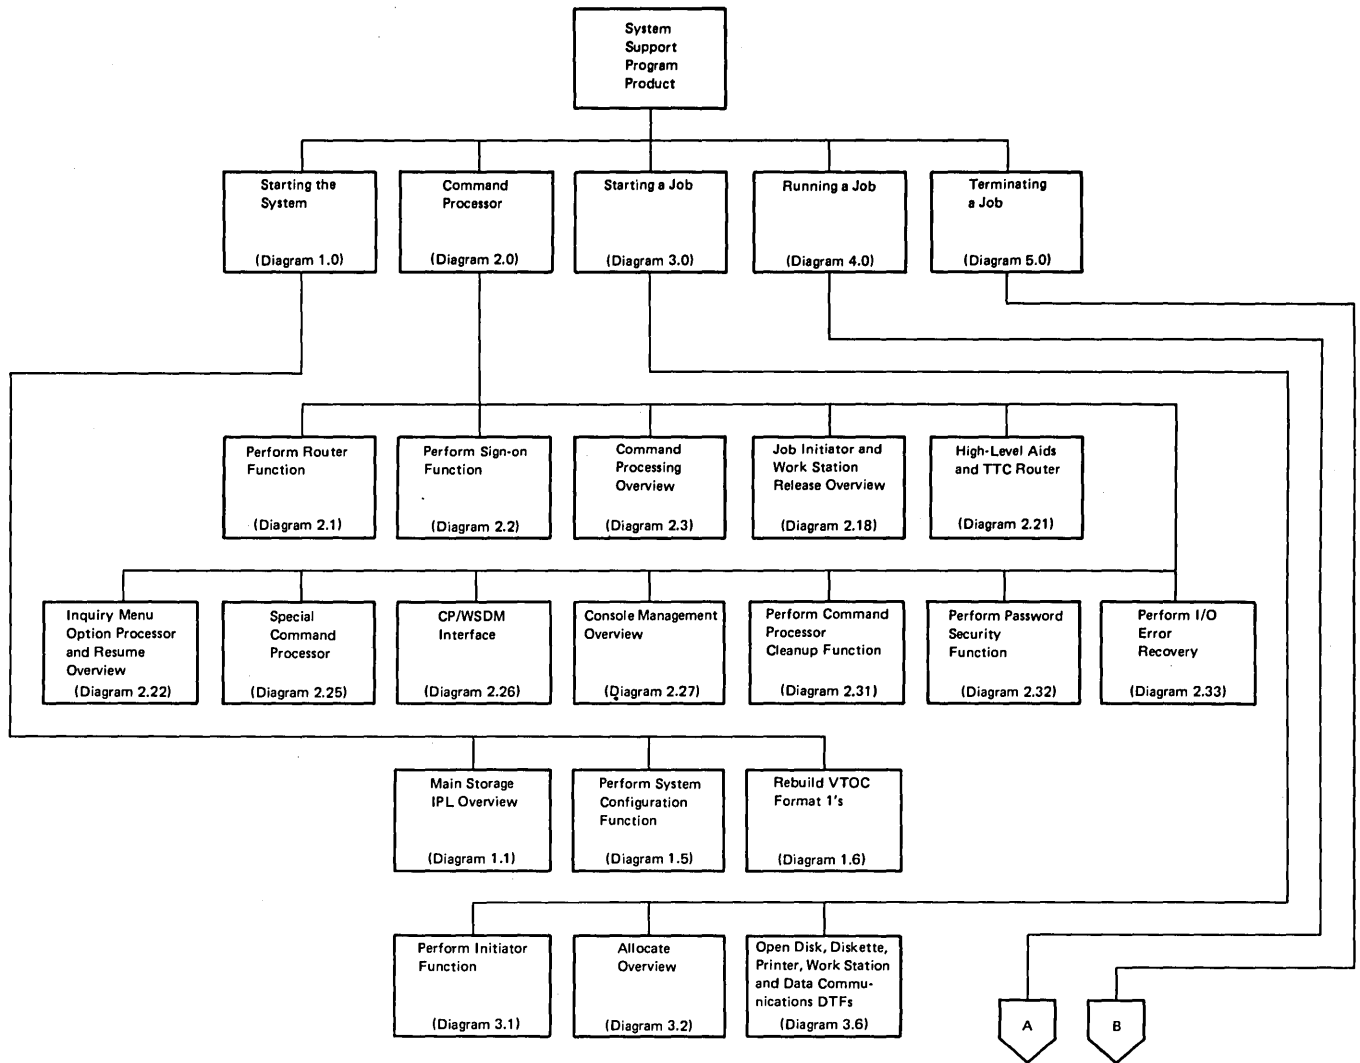 System
Support
Program
Product
Starting the
System
(Diagram 1.0)
Command
Processor
(Diagram 2.0)
Starting a Job
(Diagram 3.0)
Running a Job
(Diagram 4.0)
Terminating
a Job
(Diagram 5.0)
Perform Router
Function
(Diagram 2.1)
Perform Sign-on
Function
(Diagram 2.2)
Command
Processing
Overview
(Diagram 2.3)
Job Initiator and
Work Station
Release Overview
(Diagram 2.18)
High-Level Aids
and TTC Router
(Diagram 2.21)
Inquiry Menu
Option Processor
and Resume
Overview
(Diagram 2.22)
Special
Command
Processor
(Diagram 2.25)
CP/WSDM
Interface
(Diagram 2.26)
Console Management
Overview
(Diagram 2.27)
Perform Command
Processor
Cleanup Function
(Diagram 2.31)
Perform Password
Security
Function
(Diagram 2.32)
Perform I/O
Error
Recovery
(Diagram 2.33)
Main Storage
IPL Overview
(Diagram 1.1)
Perform System
Configuration
Function
(Diagram 1.5)
Rebuild VTOC
Format 1's
(Diagram 1.6)
Perform Initiator
Function
(Diagram 3.1)
Allocate
Overview
(Diagram 3.2)
Open Disk, Diskette,
Printer, Work Station
and Data Commu-
nications DTFs
(Diagram 3.6)
A
B